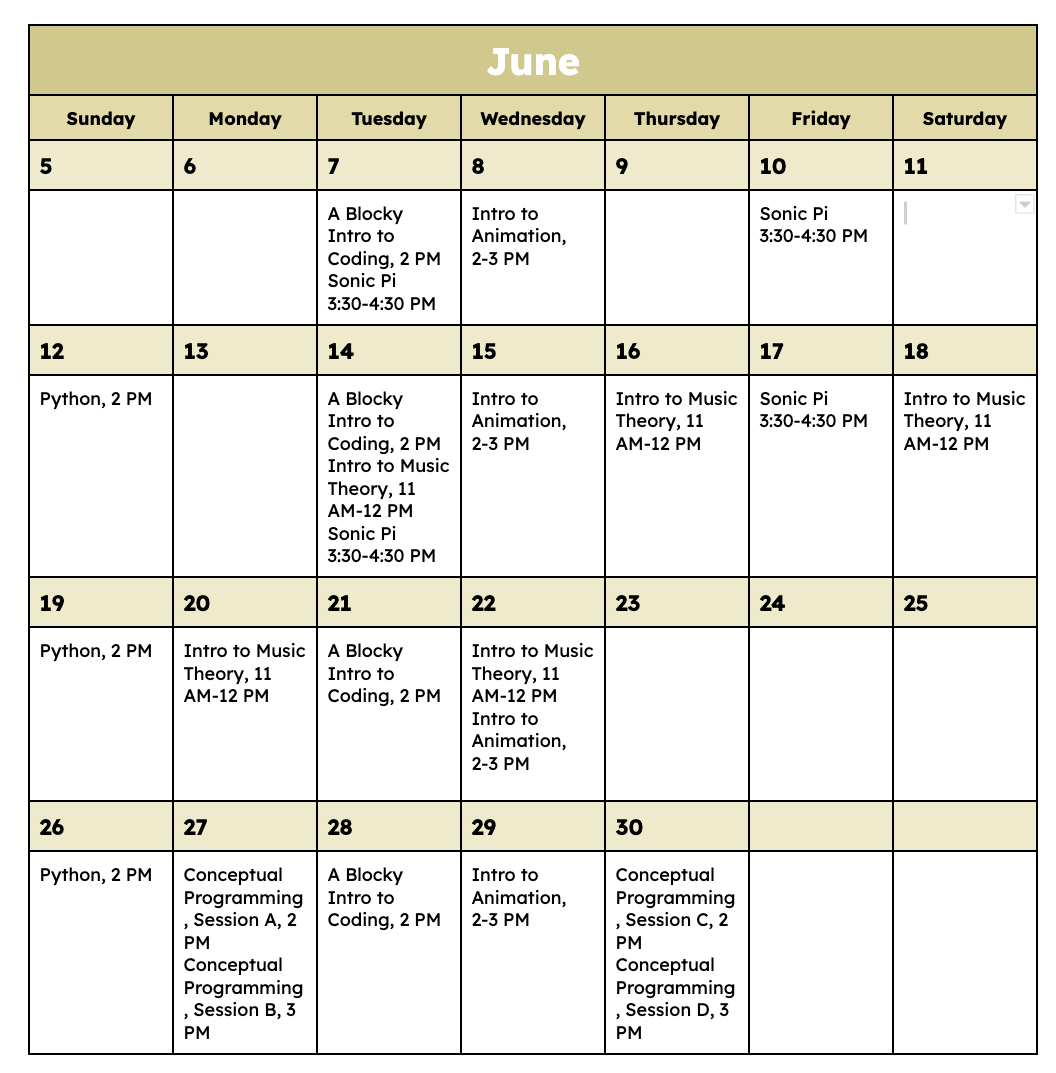 June
Sunday
Monday
Tuesday
Wednesday
Thursday
Friday
Saturday
5
6
7
8
9
10
11
A Blocky
Intro to
Coding, 2 PM
Sonic Pi
3:30-4:30 PM
Intro to
Animation,
2-3 PM
Sonic Pi
3:30-4:30 PM
12
13
14
15
16
17
18
Python, 2 PM
A Blocky
Intro to
Coding, 2 PM
Intro to Music
Theory, 11
AM-12 PM
Sonic Pi
3:30-4:30 PM
Intro to
Animation,
2-3 PM
Intro to Music
Theory, 11
AM-12 PM
Sonic Pi
3:30-4:30 PM
Intro to Music
Theory, 11
AM-12 PM
19
20
21
22
23
24
25
Python, 2 PM
Intro to Music
Theory, 11
AM-12 PM
A Blocky
Intro to
Coding, 2 PM
Intro to Music
Theory, 11
AM-12 PM
Intro to
Animation,
2-3 PM
26
27
28
29
30
Python, 2 PM
Conceptual
Programming
, Session A, 2
PM
Conceptual
Programming
, Session B, 3
PM
A Blocky
Intro to
Coding, 2 PM
Intro to
Animation,
2-3 PM
Conceptual
Programming
, Session C, 2
PM
Conceptual
Programming
, Session D, 3
PM